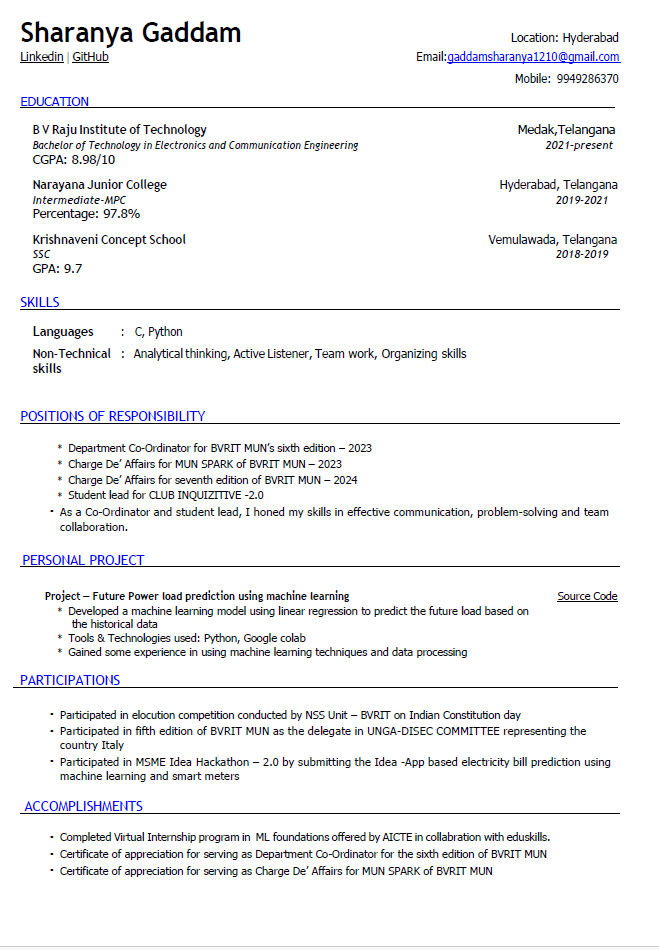 Sharanya Gaddam
Location: Hyderabad
Linkedin | GitHub
Email:gaddamsharanya1210@gmail.com
Mobile: 9949286370
EDUCATION
B V Raju Institute of Technology
Medak,Telangana
Bachelor of Technology in Electronics and Communication Engineering
2021-present
CGPA: 8.98/10
Narayana Junior College
Hyderabad, Telangana
Intermediate-MPC
2019-2021
Percentage: 97.8%
Krishnaveni Concept School
Vemulawada, Telangana
SSC
2018-2019
GPA: 9.7
SKILLS
Languages : C, Python
Non-Technical : Analytical thinking, Active Listener, Team work, Organizing skills
skills
POSITIONS OF RESPONSIBILITY
* Department Co-Ordinator for BVRIT MUN's sixth edition – 2023
* Charge De' Affairs for MUN SPARK of BVRIT MUN – 2023
* Charge De' Affairs for seventh edition of BVRIT MUN – 2024
* Student lead for CLUB INQUIZITIVE -2.0
• As a Co-Ordinator and student lead, I honed my skills in effective communication, problem-solving and team
collaboration.
PERSONAL PROJECT
Project – Future Power load prediction using machine learning
Source Code
* Developed a machine learning model using linear regression to predict the future load based on
the historical data
* Tools & Technologies used: Python, Google colab
* Gained some experience in using machine learning techniques and data processing
PARTICIPATIONS
• Participated in elocution competition conducted by NSS Unit – BVRIT on Indian Constitution day
• Participated in fifth edition of BVRIT MUN as the delegate in UNGA-DISEC COMMITTEE representing the
country Italy
• Participated in MSME Idea Hackathon – 2.0 by submitting the Idea -App based electricity bill prediction using
machine learning and smart meters
ACCOMPLISHMENTS
• Completed Virtual Internship program in ML foundations offered by AICTE in collabration with eduskills.
• Certificate of appreciation for serving as Department Co-Ordinator for the sixth edition of BVRIT MUN
• Certificate of appreciation for serving as Charge De' Affairs for MUN SPARK of BVRIT MUN